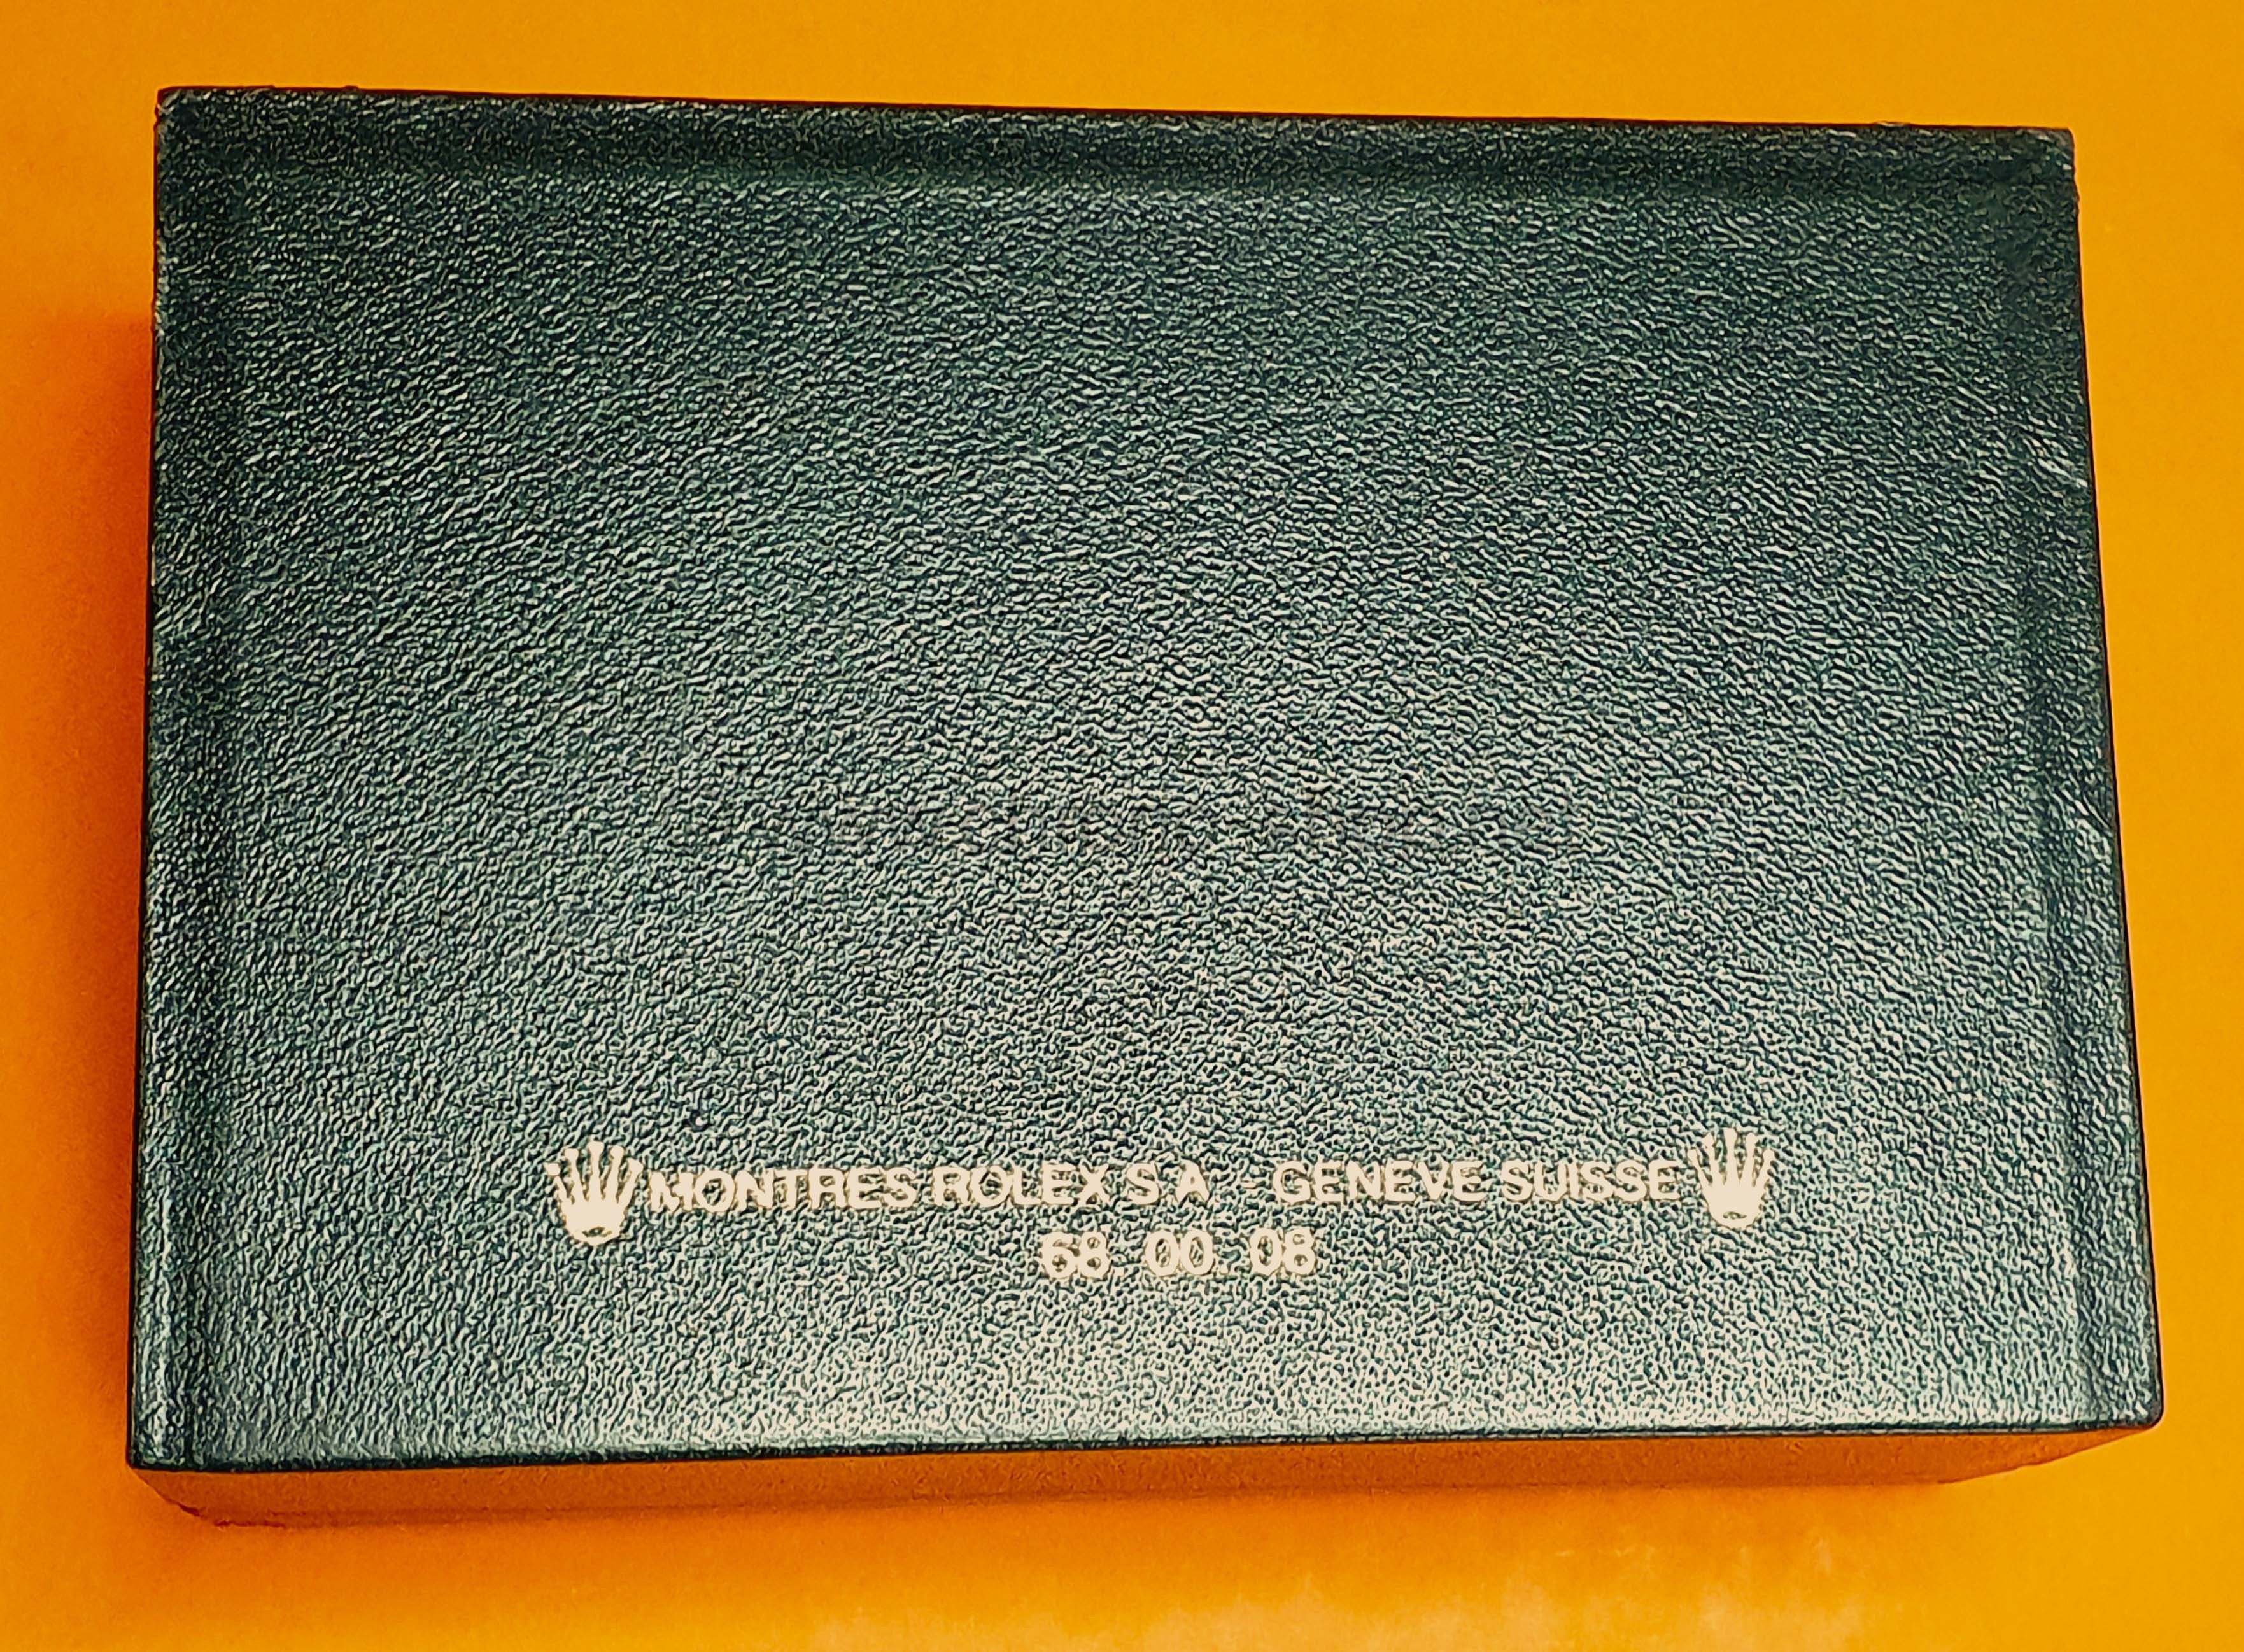 MONTRES ROLEX S.A. - GENEVE SUISSE
68.00.08